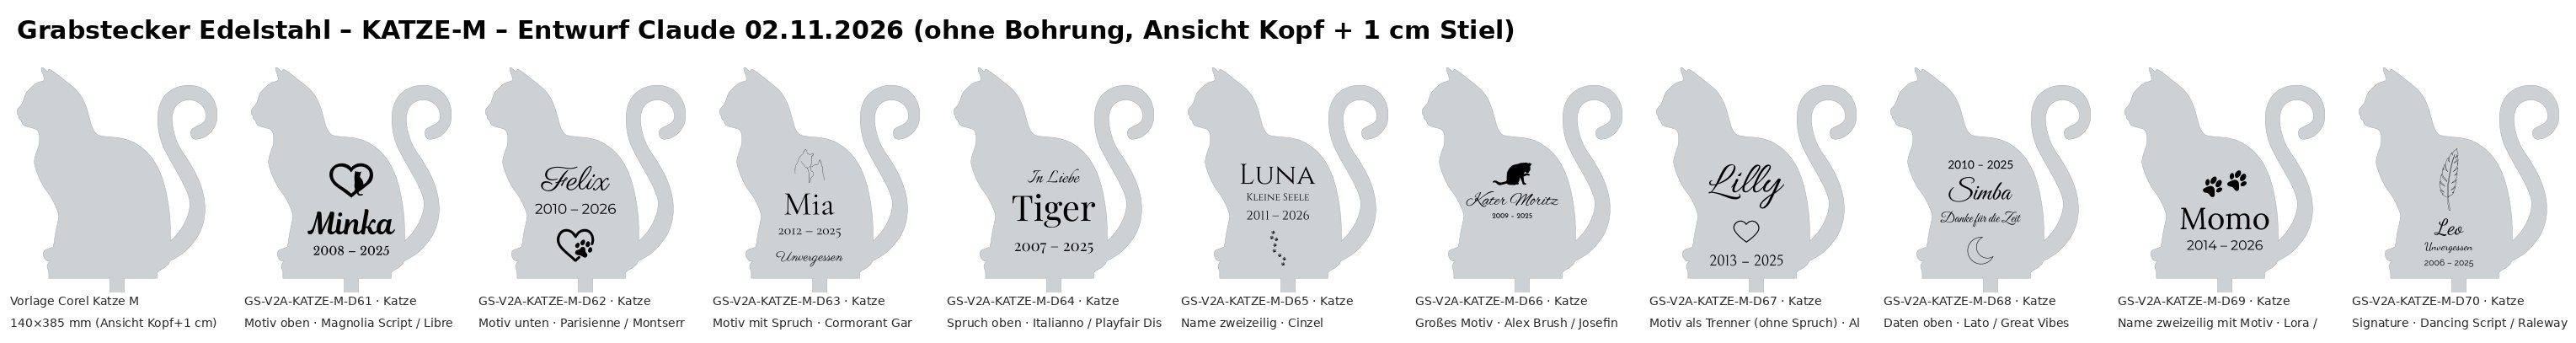 Grabstecker Edelstahl – KATZE-M – Entwurf Claude 02.11.2026 (ohne Bohrung, Ansicht Kopf + 1 cm Stiel)
Vorlage Corel Katze M
140×385 mm (Ansicht Kopf+1 cm)
Minka
2008 – 2025
GS-V2A-KATZE-M-D61 · Katze
Motiv oben · Magnolia Script / Libre
Felix
2010 – 2026
GS-V2A-KATZE-M-D62 · Katze
Motiv unten · Parisienne / Montserr
Mia
2012 – 2025
Unvergessen
GS-V2A-KATZE-M-D63 · Katze
Motiv mit Spruch · Cormorant Gar
In Liebe
Tiger
2007 – 2025
GS-V2A-KATZE-M-D64 · Katze
Spruch oben · Italianno / Playfair Dis
LUNA
KLEINE SEELE
2011 – 2026
GS-V2A-KATZE-M-D65 · Katze
Name zweizeilig · Cinzel
Kater Moritz
2009 – 2025
GS-V2A-KATZE-M-D66 · Katze
Großes Motiv · Alex Brush / Josefin
Lilly
2013 – 2025
GS-V2A-KATZE-M-D67 · Katze
Motiv als Trenner (ohne Spruch) · Al
2010 – 2025
Simba
Danke für die Zeit
GS-V2A-KATZE-M-D68 · Katze
Daten oben · Lato / Great Vibes
Momo
2014 – 2026
GS-V2A-KATZE-M-D69 · Katze
Name zweizeilig mit Motiv · Lora /
Leo
Unvergessen
2006 – 2025
GS-V2A-KATZE-M-D70 · Katze
Signature · Dancing Script / Raleway